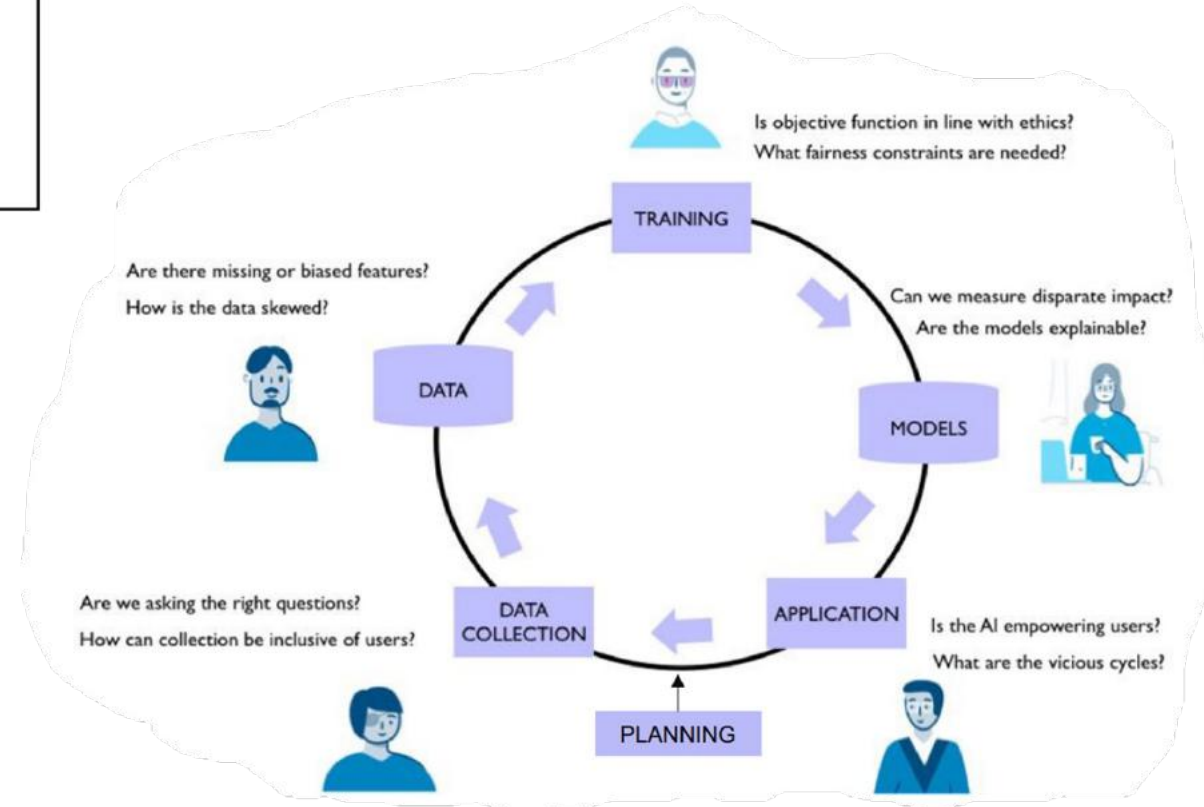 Is objective function in line with ethics?
What fairness constraints are needed?
TRAINING
Are there missing or biased features?
How is the data skewed?
Can we measure disparate impact?
Are the models explainable?
DATA
MODELS
Are we asking the right questions?
How can collection be inclusive of users?
DATA
COLLECTION
APPLICATION
Is the AI empowering users?
What are the vicious cycles?
PLANNING